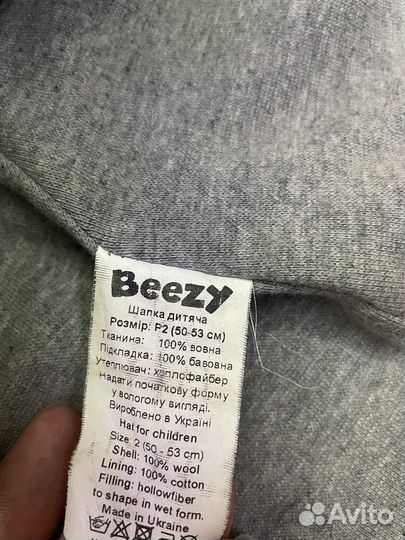 Beezy
Шапка дитяча
Розмір: Р2 (50-53 см)
Тканина: 100% вовна
Підкладка: 100% бавовна
Утеплювач: холлофайбер
Надати початкову форму
у вологому вигляді.
Вироблено в Україні
Hat for children
Size: 2 (50 - 53 cm)
Shell: 100% wool
Lining: 100% cotton
Filling: hollowfiber
to shape in wet form.
Made in Ukraine
Avito